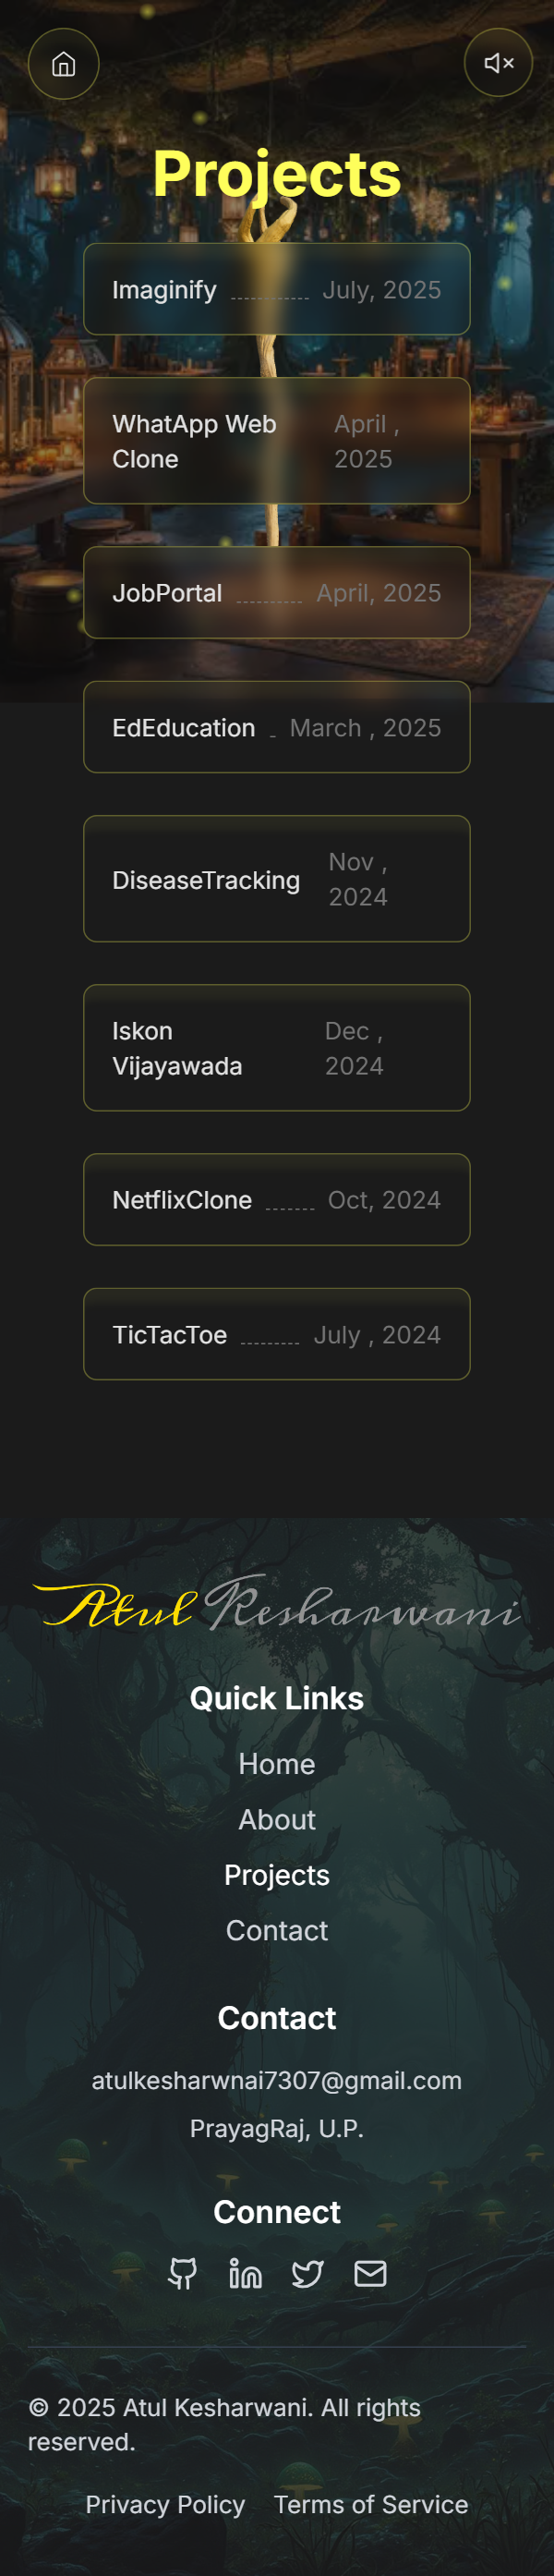 Projects
Imaginify July, 2025
WhatApp Web April ,
Clone 2025
JobPortal April, 2025
EdEducation March , 2025
DiseaseTracking Nov ,
2024
Iskon Dec ,
Vijayawada 2024
NetflixClone Oct, 2024
TicTacToe July , 2024
Atul Kesharwani
Quick Links
Home
About
Projects
Contact
Contact
atulkesharwnai7307@gmail.com
PrayagRaj, U.P.
Connect
© 2025 Atul Kesharwani. All rights
reserved.
Privacy Policy Terms of Service